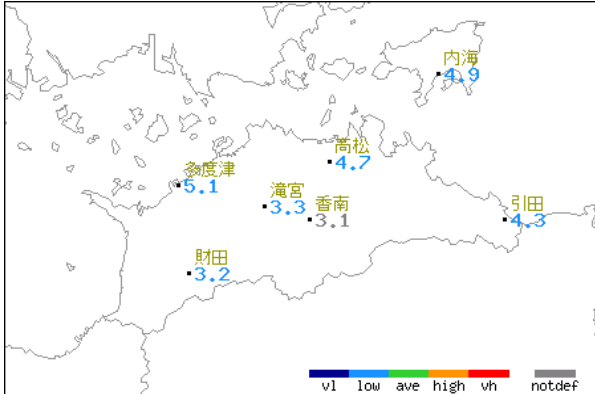 内海
4.9
高松
4.7
多度津
5.1
滝宮
3.3
香南
3.1
引田
4.3
財田
3.2
vl low ave high vh notdef